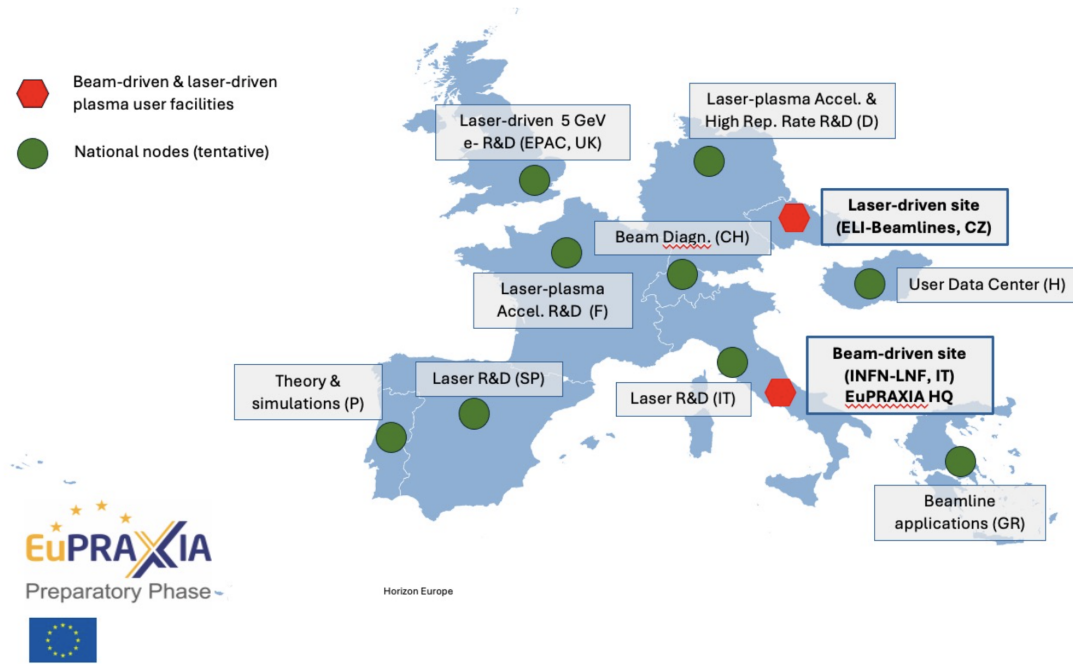 Beam-driven & laser-driven
plasma user facilities
National nodes (tentative)
Laser-driven 5 GeV
e- R&D (EPAC, UK)
Laser-plasma Accel. &
High Rep. Rate R&D (D)
Laser-driven site
(ELI-Beamlines, CZ)
Beam Diagn. (CH)
User Data Center (H)
Laser-plasma
Accel. R&D (F)
Beam-driven site
(INFN-LNF, IT)
EuPRAXIA HQ
Theory &
simulations (P)
Laser R&D (SP)
Laser R&D (IT)
Beamline
applications (GR)
EuPRAXIA
Preparatory Phase
Horizon Europe